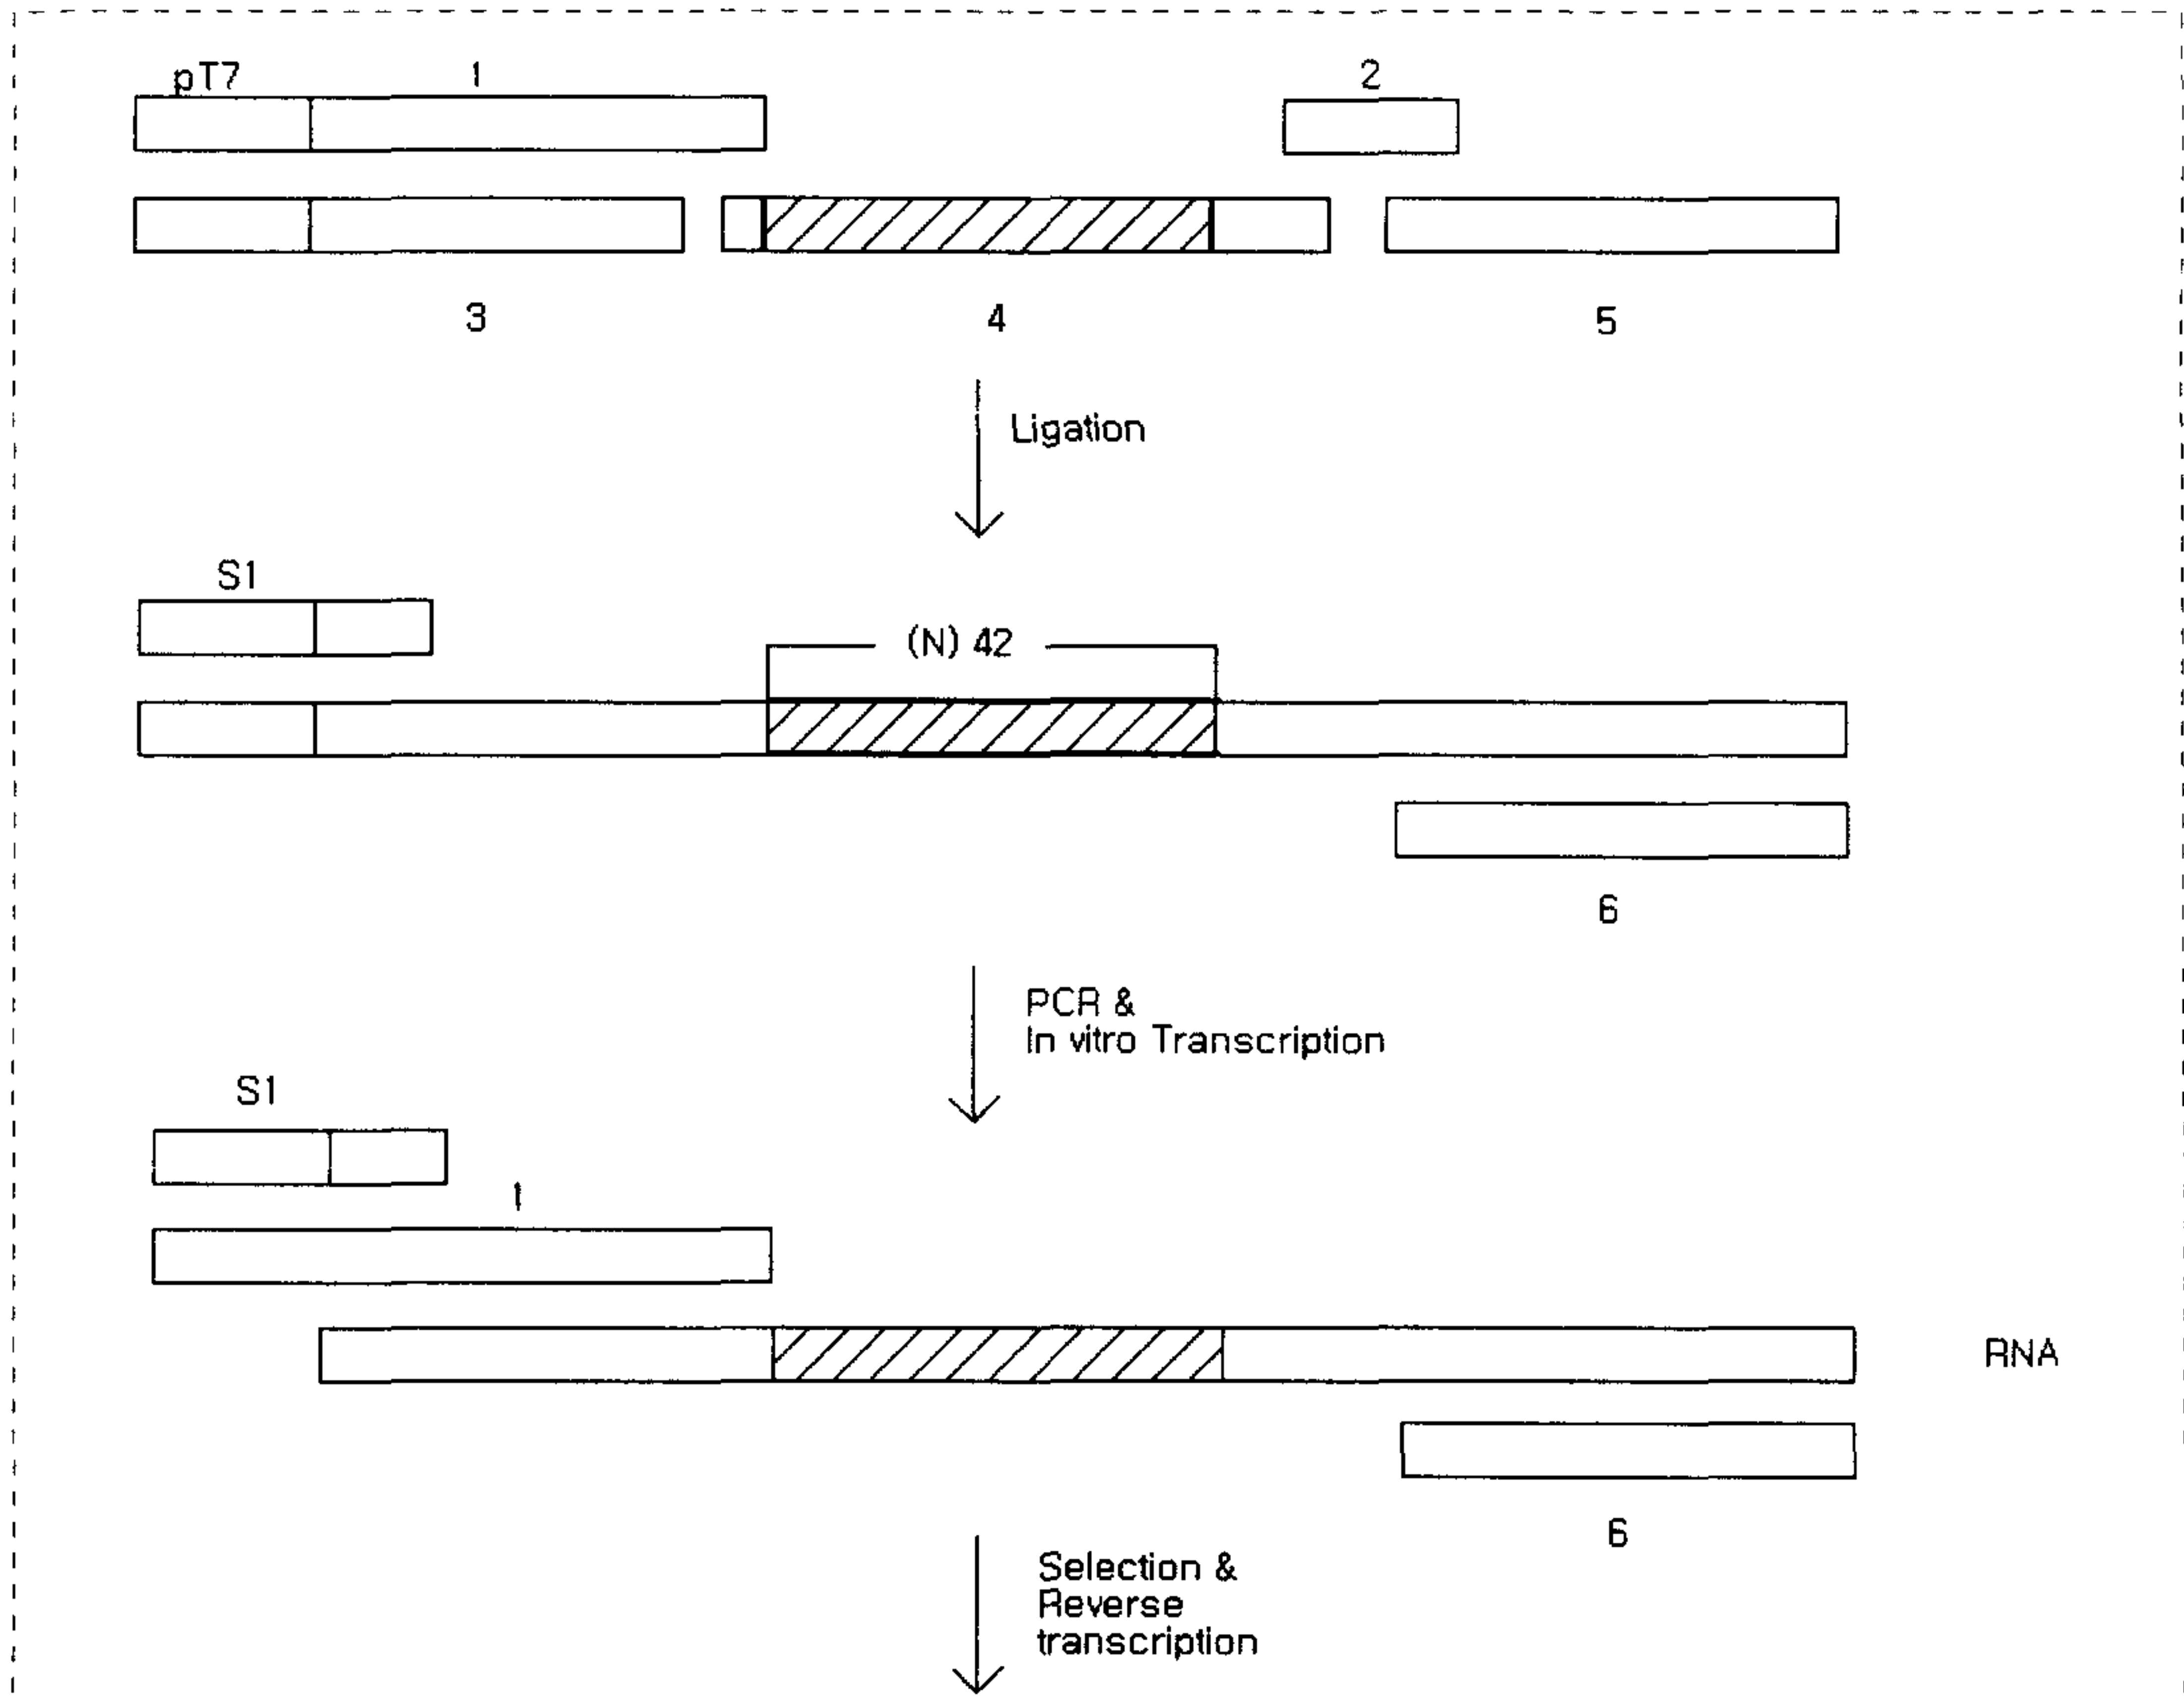 pT7 1 2
3 4 5
Ligation
S1
(N) 42
6
PCR &
In vitro Transcription
S1
1
RNA
6
Selection &
Reverse
transcription